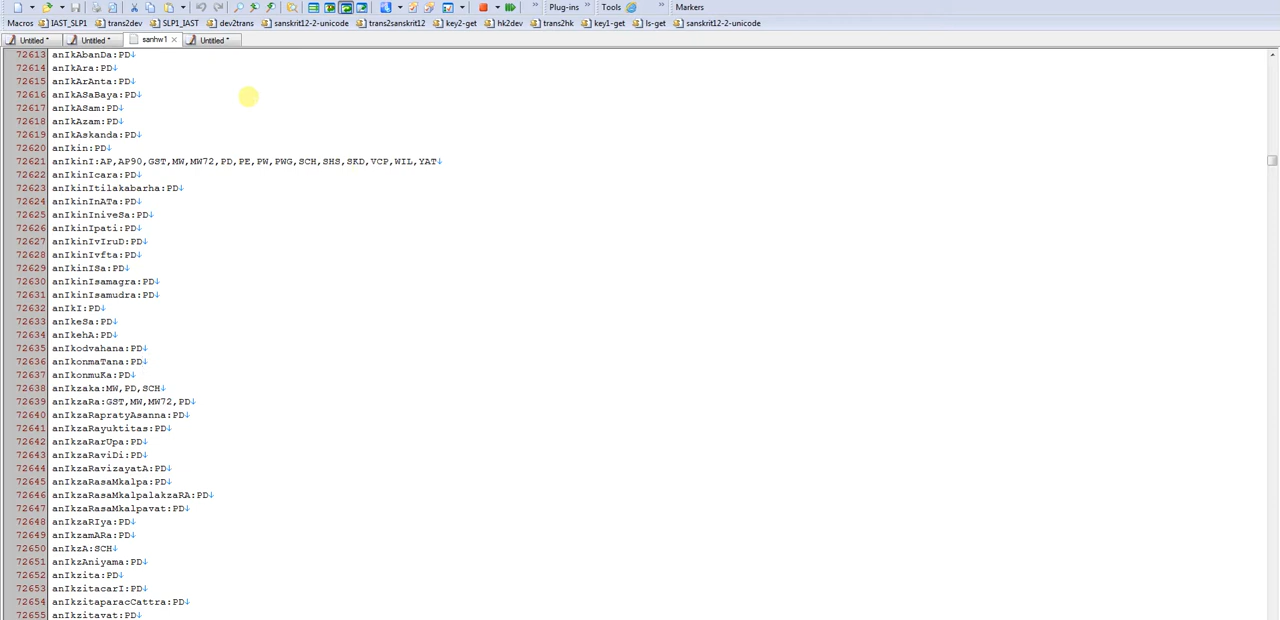 Plug-ins » Tools » Markers
Macros IAST_SLP1 trans2dev SLP1_IAST dev2trans sanskrit12-2-unicode trans2sanskrit12 key2-get hk2dev trans2hk key1-get ls-get sanskrit12-2-unicode
Untitled * Untitled * sanhw1 × Untitled *
72613 anIkAbanDa:PD↓
72614 anIkAra:PD↓
72615 anIkArAnta:PD↓
72616 anIkASaBaya:PD↓
72617 anIkASam:PD↓
72618 anIkAzam:PD↓
72619 anIkAskanda:PD↓
72620 anIkin:PD↓
72621 anIkinI:AP,AP90,GST,MW,MW72,PD,PE,PW,PWG,SCH,SHS,SKD,VCP,WIL,YAT↓
72622 anIkinIcara:PD↓
72623 anIkinItilakabarha:PD↓
72624 anIkinInATa:PD↓
72625 anIkinIniveSa:PD↓
72626 anIkinIpati:PD↓
72627 anIkinIvIruD:PD↓
72628 anIkinIvfta:PD↓
72629 anIkinISa:PD↓
72630 anIkinIsamagra:PD↓
72631 anIkinIsamudra:PD↓
72632 anIkI:PD↓
72633 anIkeSa:PD↓
72634 anIkehA:PD↓
72635 anIkodvahana:PD↓
72636 anIkonmaTana:PD↓
72637 anIkonmuKa:PD↓
72638 anIkzaka:MW,PD,SCH↓
72639 anIkzaRa:GST,MW,MW72,PD↓
72640 anIkzaRapratyAsanna:PD↓
72641 anIkzaRayuktitas:PD↓
72642 anIkzaRarUpa:PD↓
72643 anIkzaRaviDi:PD↓
72644 anIkzaRavizayatA:PD↓
72645 anIkzaRasaMkalpa:PD↓
72646 anIkzaRasaMkalpalakzaRA:PD↓
72647 anIkzaRasaMkalpavat:PD↓
72648 anIkzaRIya:PD↓
72649 anIkzamARa:PD↓
72650 anIkzA:SCH↓
72651 anIkzAniyama:PD↓
72652 anIkzita:PD↓
72653 anIkzitacarI:PD↓
72654 anIkzitaparacCattra:PD↓
72655 anIkzitavat:PD↓